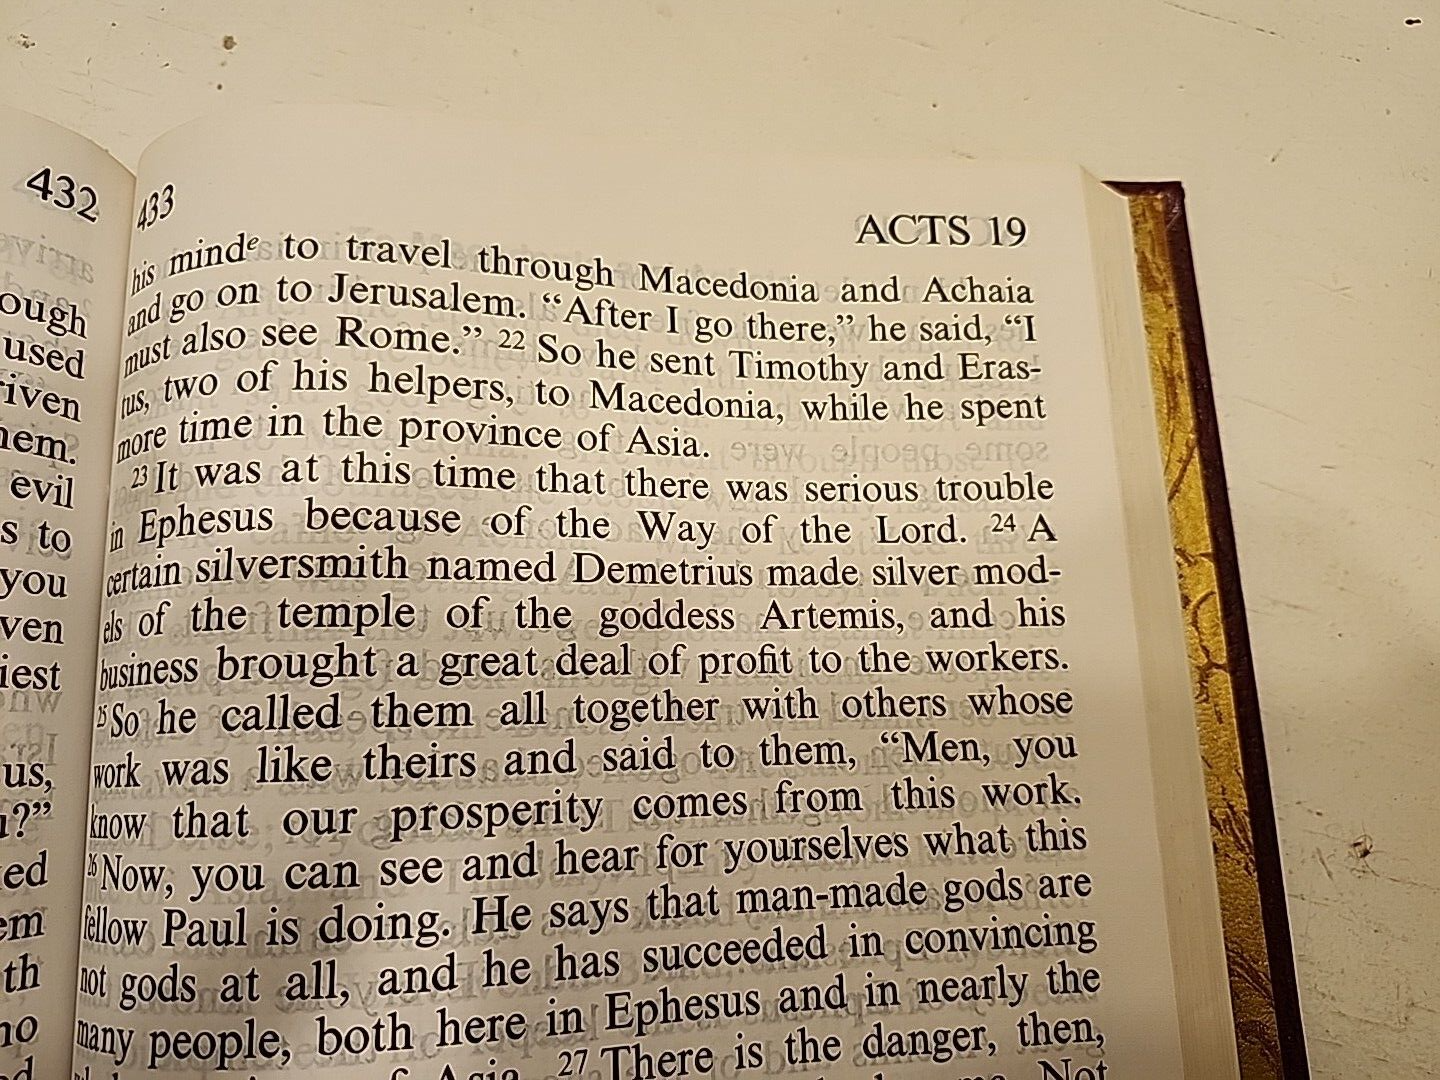 432
ough
used
riven
hem.
evil
s to
you
ven
iest
us,
?”
ed
em
th
no
433
ACTS 19
his mindᵉ to travel through Macedonia and Achaia
and go on to Jerusalem. “After I go there,” he said, “I
must also see Rome.” 22 So he sent Timothy and Eras-
tus, two of his helpers, to Macedonia, while he spent
more time in the province of Asia.
23 It was at this time that there was serious trouble
in Ephesus because of the Way of the Lord. 24 A
certain silversmith named Demetrius made silver mod-
els of the temple of the goddess Artemis, and his
business brought a great deal of profit to the workers.
25 So he called them all together with others whose
work was like theirs and said to them, “Men, you
know that our prosperity comes from this work.
26 Now, you can see and hear for yourselves what this
fellow Paul is doing. He says that man-made gods are
not gods at all, and he has succeeded in convincing
many people, both here in Ephesus and in nearly the
Asia. 27 There is the danger, then,
Not